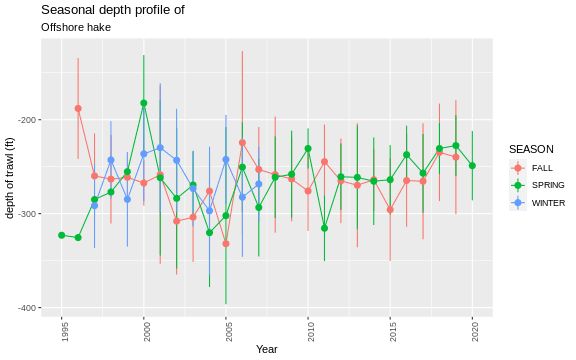 Seasonal depth profile of
Offshore hake
depth of trawl (ft)
-200
-300
-400
1995
2000
2005
2010
2015
2020
Year
SEASON
FALL
SPRING
WINTER